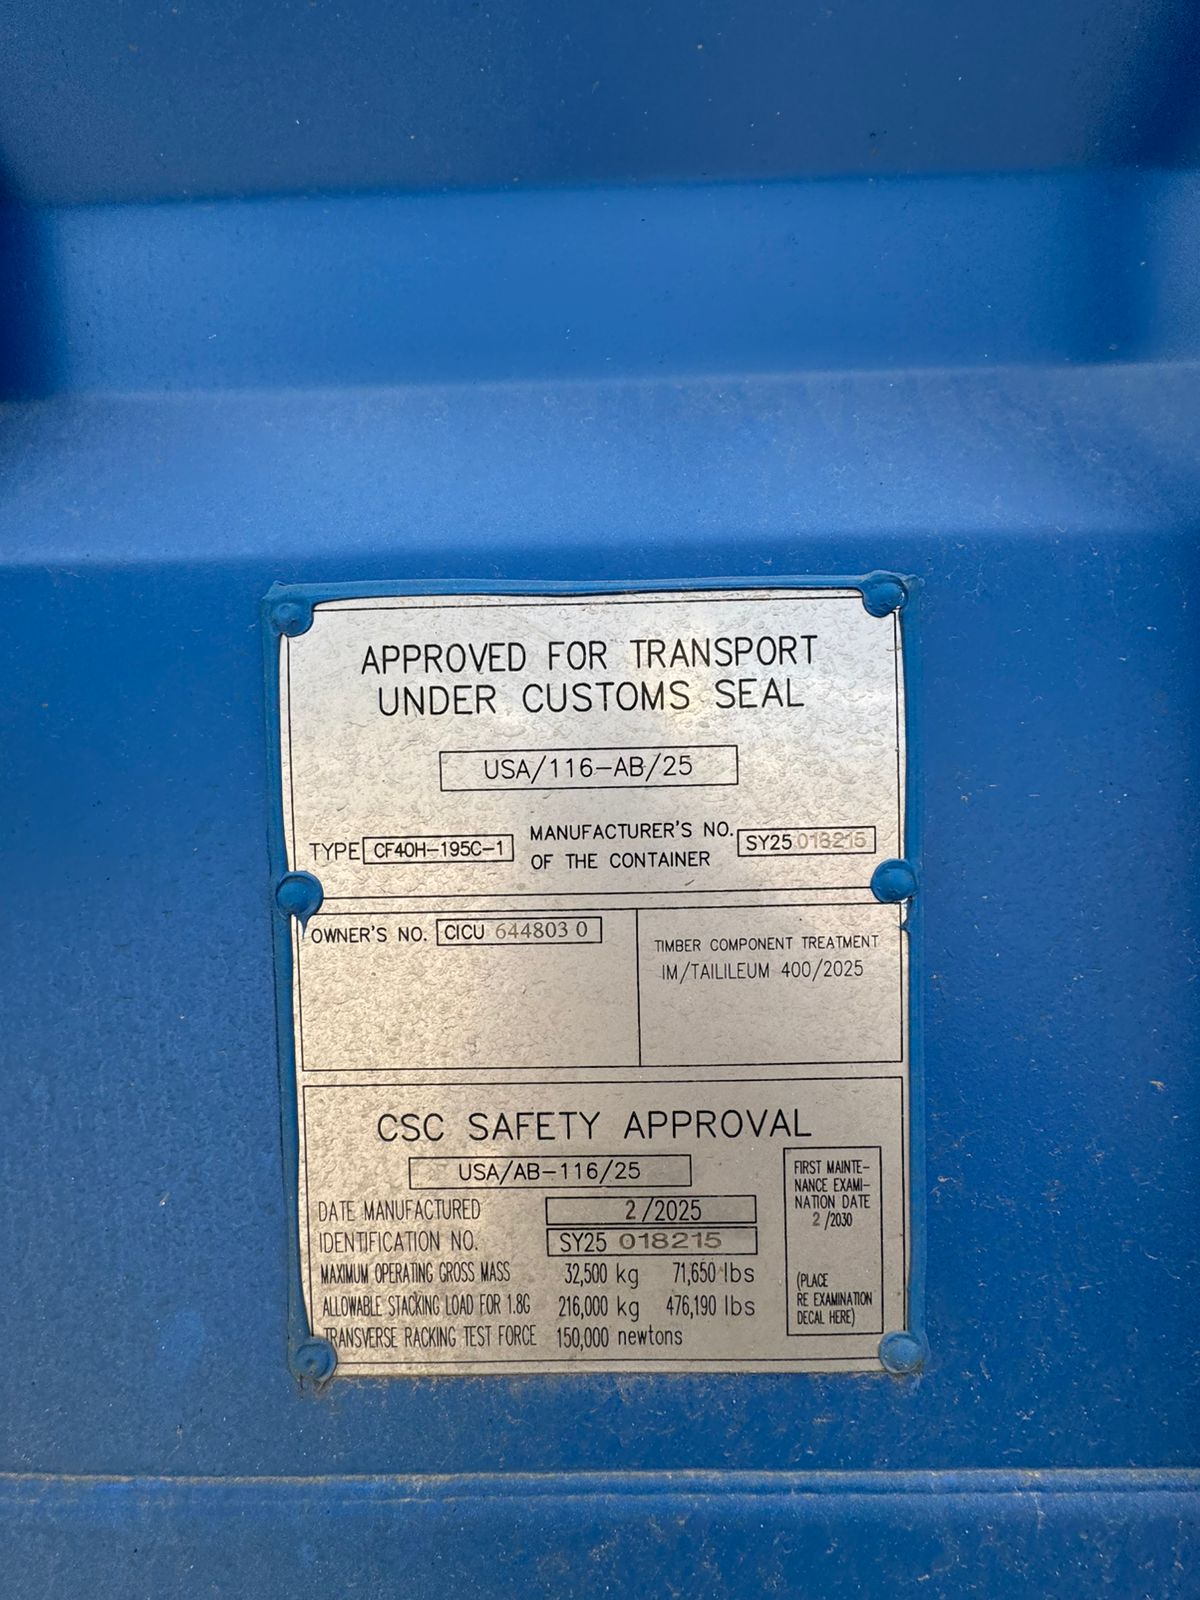 APPROVED FOR TRANSPORT
UNDER CUSTOMS SEAL
USA/116-AB/25
TYPE CF40H-195C-1 MANUFACTURER'S NO. OF THE CONTAINER SY25 018215
OWNER'S NO. CICU 644803 0
TIMBER COMPONENT TREATMENT
IM/TAILILEUM 400/2025
CSC SAFETY APPROVAL
USA/AB-116/25
DATE MANUFACTURED 2/2025
IDENTIFICATION NO. SY25 018215
MAXIMUM OPERATING GROSS MASS 32,500 kg 71,650 lbs
ALLOWABLE STACKING LOAD FOR 1.8G 216,000 kg 476,190 lbs
TRANSVERSE RACKING TEST FORCE 150,000 newtons
FIRST MAINTE-
NANCE EXAMI-
NATION DATE
2/2030
(PLACE
RE EXAMINATION
DECAL HERE)